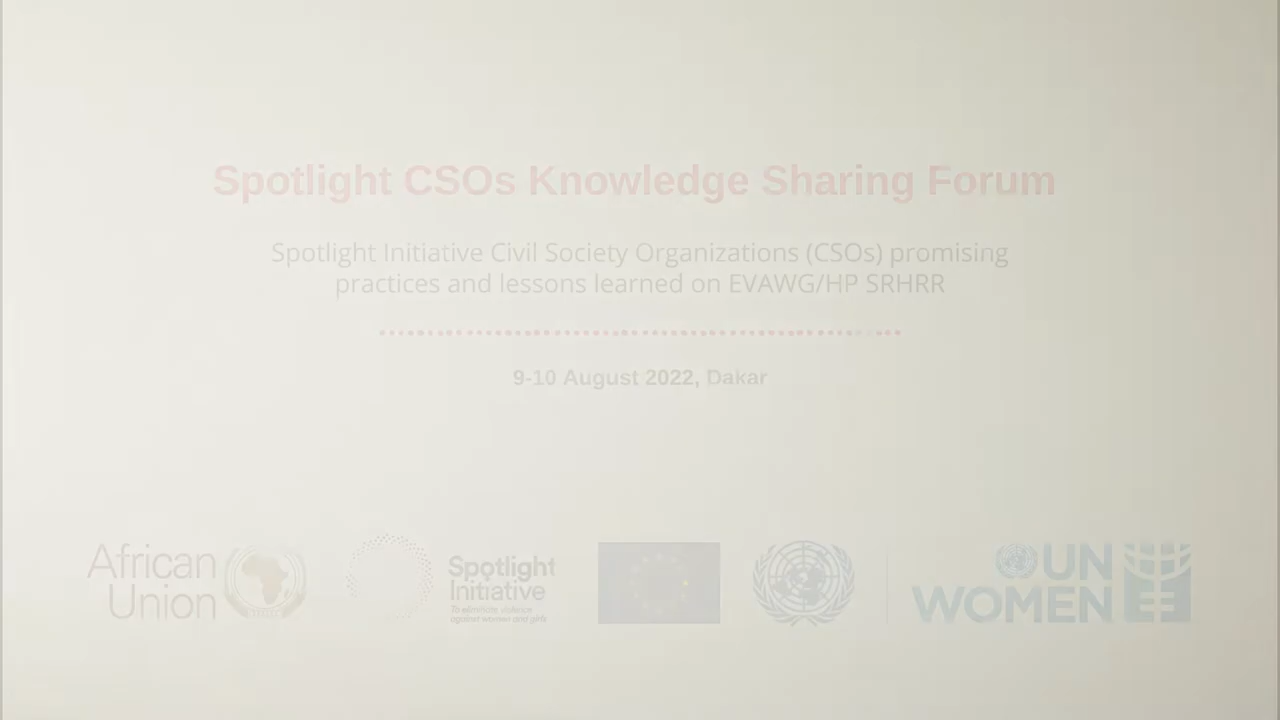 Spotlight CSOs Knowledge Sharing Forum
Spotlight Initiative Civil Society Organizations (CSOs) promising
practices and lessons learned on EVAWG/HP SRHRR
9-10 August 2022, Dakar
African
Union
Spotlight
Initiative
To eliminate violence
against women and girls
UN
WOMEN